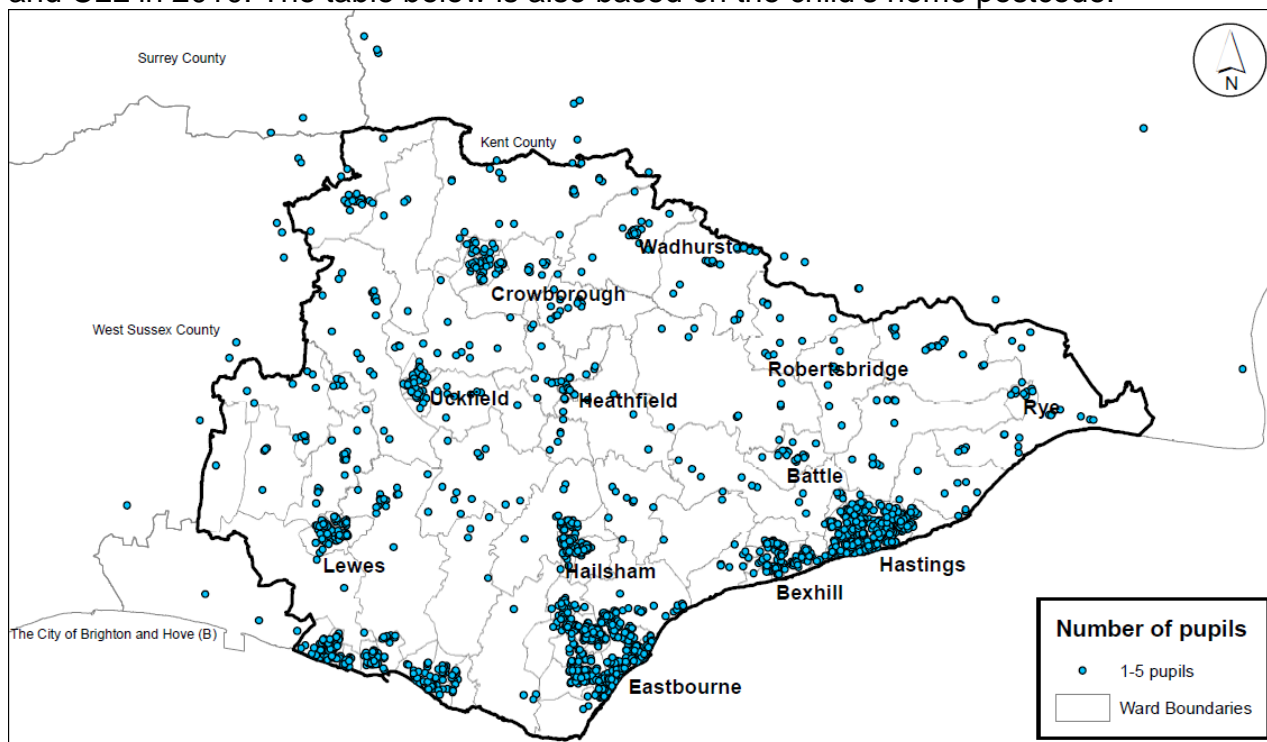 and in The table below is also based on the child's home postcode.
Surrey County
N
Kent County
Wadhurst
Crowborough
West Sussex County
Robertsbridge
Uckfield
Heathfield
Rye
Battle
Lewes
Hailsham
Hastings
Bexhill
The City of Brighton and Hove (B)
Eastbourne
Number of pupils
1-5 pupils
Ward Boundaries